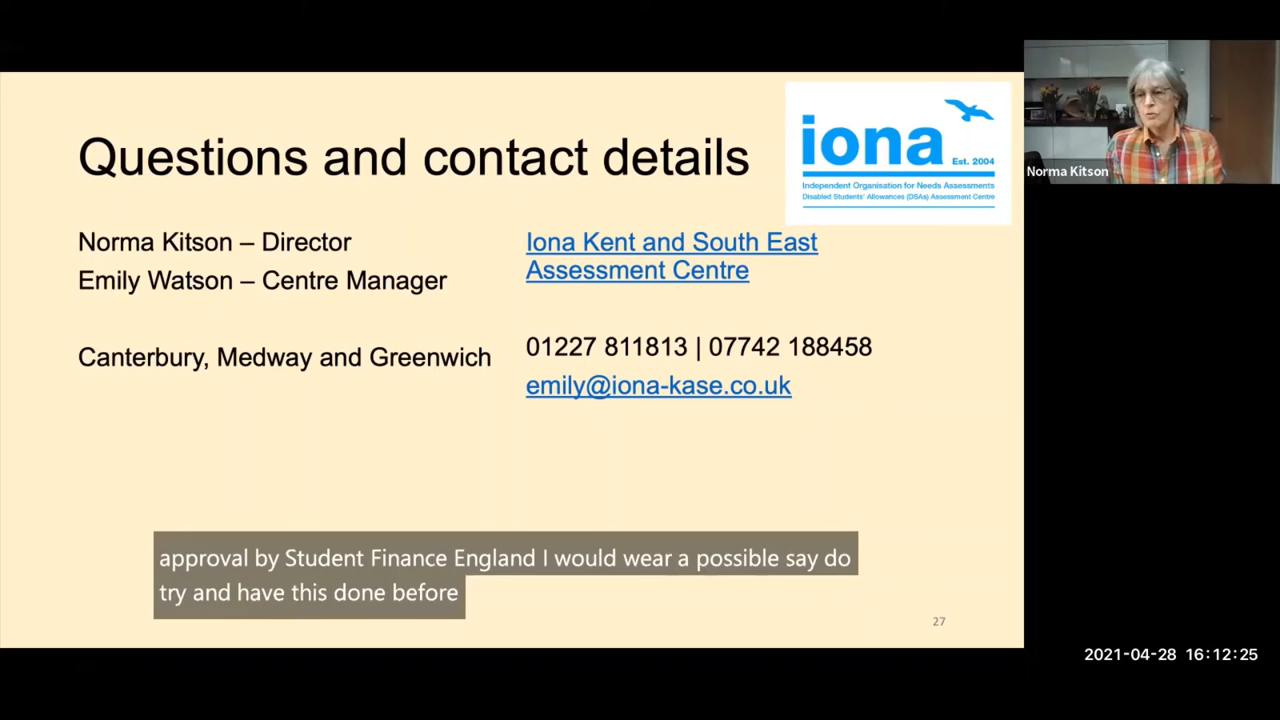 Questions and contact details
iona
Est. 2004
Independent Organisation for Needs Assessments
Disabled Students' Allowances (DSAs) Assessment Centre
Norma Kitson
Norma Kitson – Director
Emily Watson – Centre Manager
Canterbury, Medway and Greenwich
Iona Kent and South East
Assessment Centre
01227 811813 | 07742 188458
emily@iona-kase.co.uk
approval by Student Finance England I would wear a possible say do
try and have this done before
27
2021-04-28 16:12:25